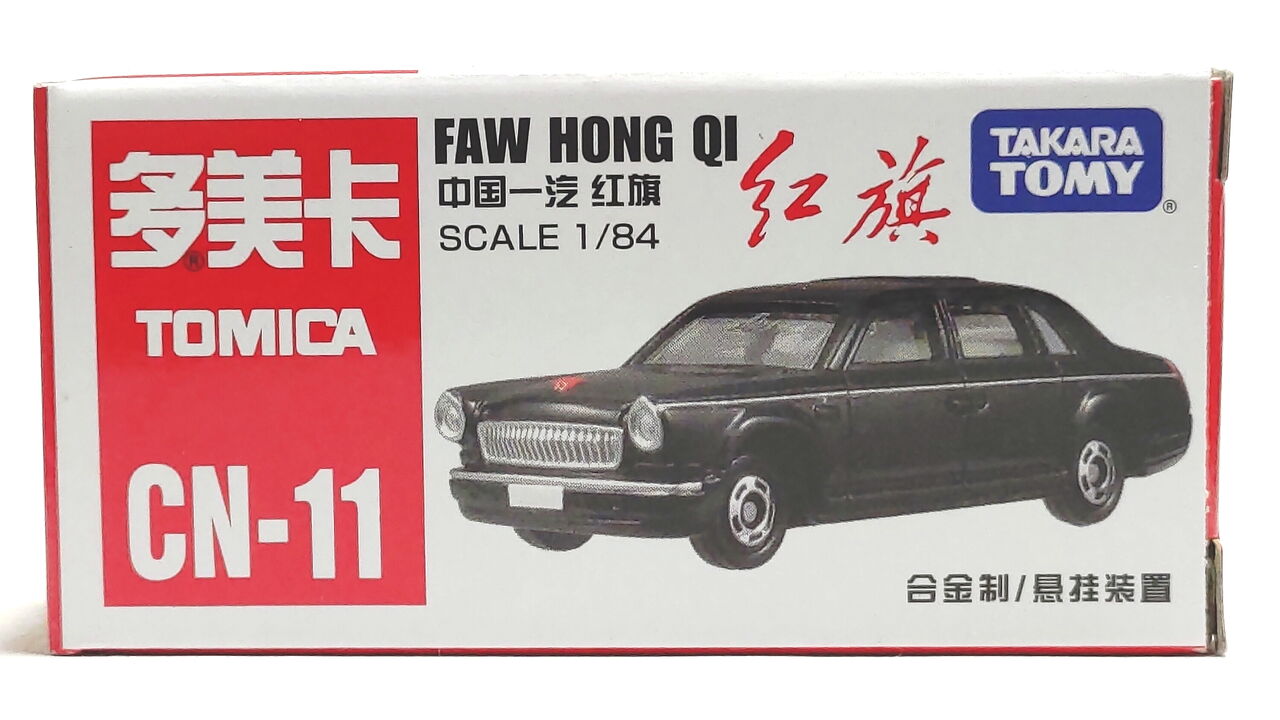 多美卡
®
TOMICA
CN-11
FAW HONG QI
中国一汽 红旗
SCALE 1/84
红旗
TAKARA
TOMY
®
合金制/悬挂装置